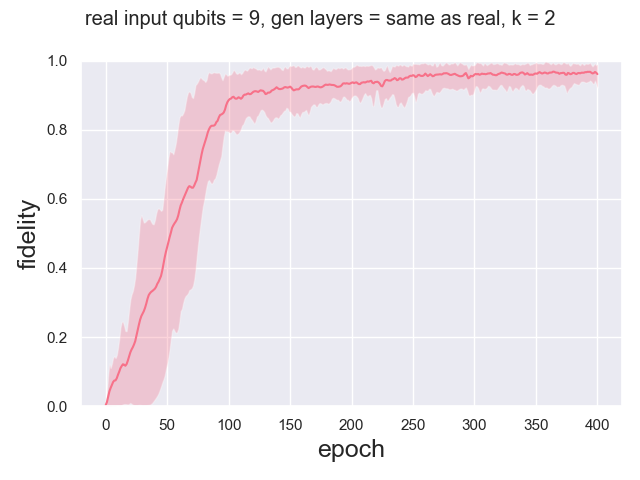 real input qubits = 9, gen layers = same as real, k = 2
1.0
0.8
0.6
0.4
0.2
0.0
fidelity
0 50 100 150 200 250 300 350 400
epoch